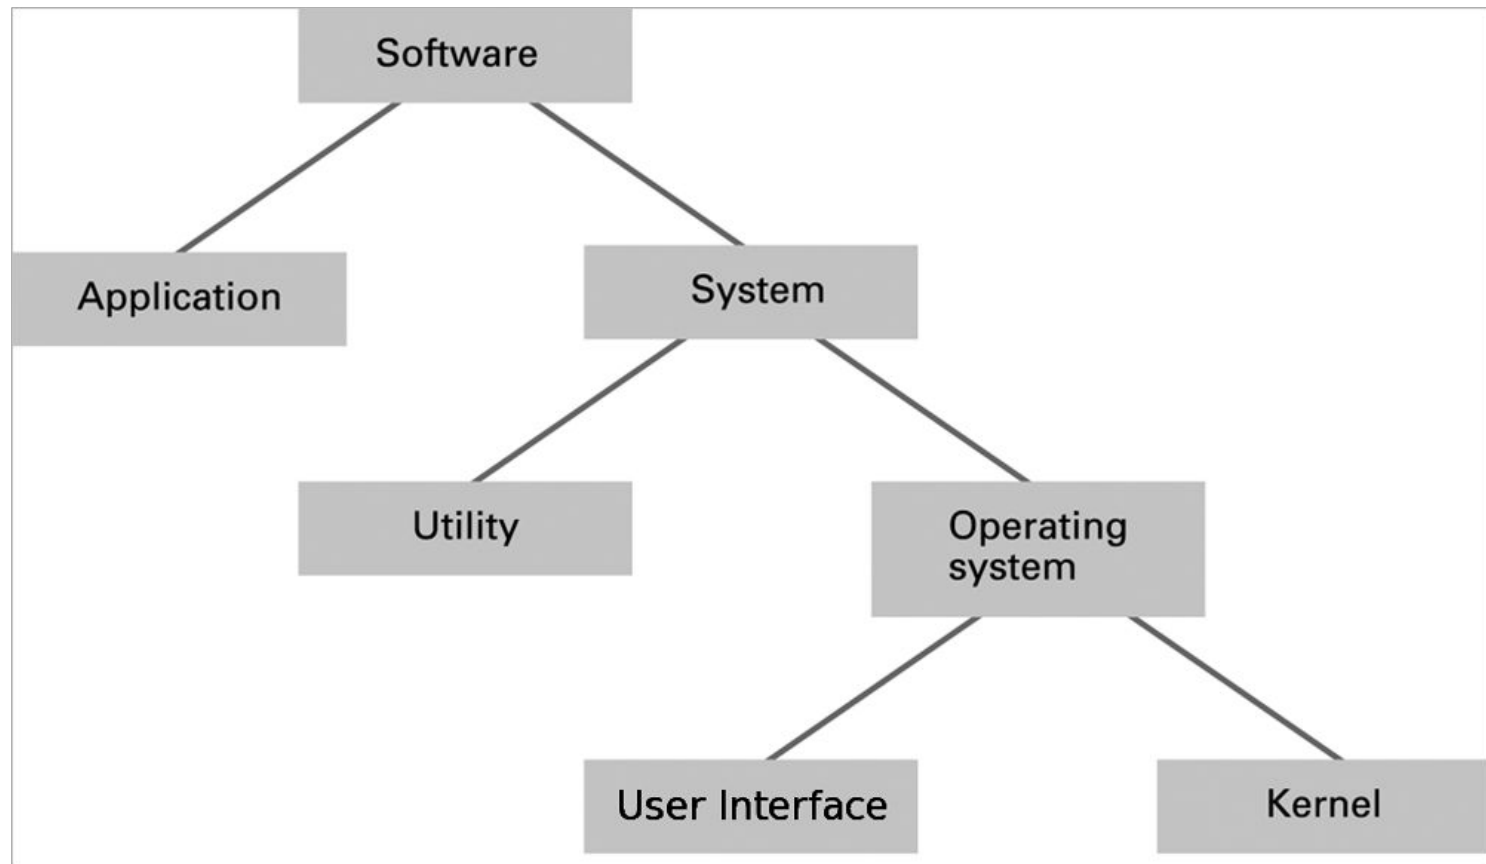 Software
Application
System
Utility
Operating
system
User Interface
Kernel